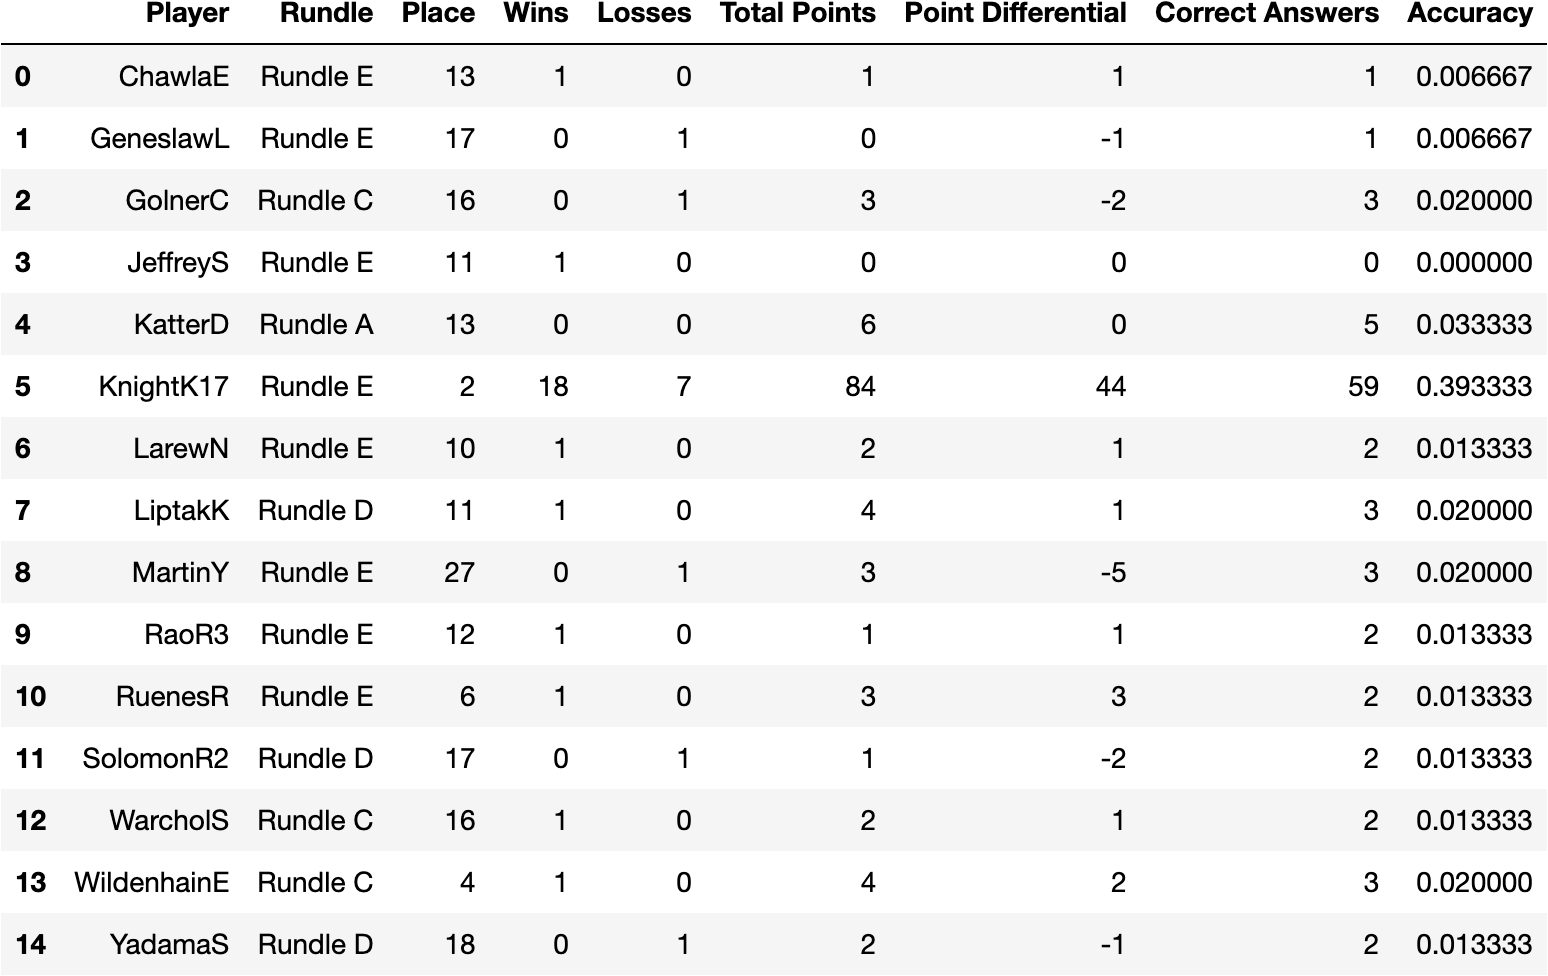 Player Rundle Place Wins Losses Total Points Point Differential Correct Answers Accuracy
0 ChawlaE Rundle E 13 1 0 1 1 1 0.006667
1 GeneslawL Rundle E 17 0 1 0 -1 1 0.006667
2 GolnerC Rundle C 16 0 1 3 -2 3 0.020000
3 JeffreyS Rundle E 11 1 0 0 0 0 0.000000
4 KatterD Rundle A 13 0 0 6 0 5 0.033333
5 KnightK17 Rundle E 2 18 7 84 44 59 0.393333
6 LarewN Rundle E 10 1 0 2 1 2 0.013333
7 LiptakK Rundle D 11 1 0 4 1 3 0.020000
8 MartinY Rundle E 27 0 1 3 -5 3 0.020000
9 RaoR3 Rundle E 12 1 0 1 1 2 0.013333
10 RuenesR Rundle E 6 1 0 3 3 2 0.013333
11 SolomonR2 Rundle D 17 0 1 1 -2 2 0.013333
12 WarcholS Rundle C 16 1 0 2 1 2 0.013333
13 WildenhainE Rundle C 4 1 0 4 2 3 0.020000
14 YadamaS Rundle D 18 0 1 2 -1 2 0.013333